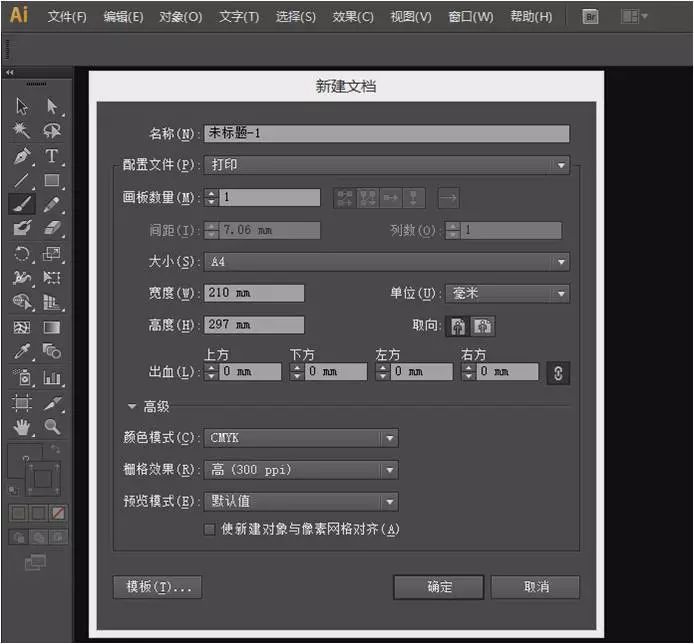 Ai 文件(F) 编辑(E) 对象(O) 文字(T) 选择(S) 效果(C) 视图(V) 窗口(W) 帮助(H) Br
新建文档
名称(N): 未标题-1
配置文件(P): 打印
画板数量(M): 1
间距(I): 7.06 mm 列数(O): 1
大小(S): A4
宽度(W): 210 mm 单位(U): 毫米
高度(H): 297 mm 取向:
上方 下方 左方 右方
出血(L): 0 mm 0 mm 0 mm 0 mm
高级
颜色模式(C): CMYK
栅格效果(R): 高 (300 ppi)
预览模式(E): 默认值
使新建对象与像素网格对齐(A)
模板(T)... 确定 取消